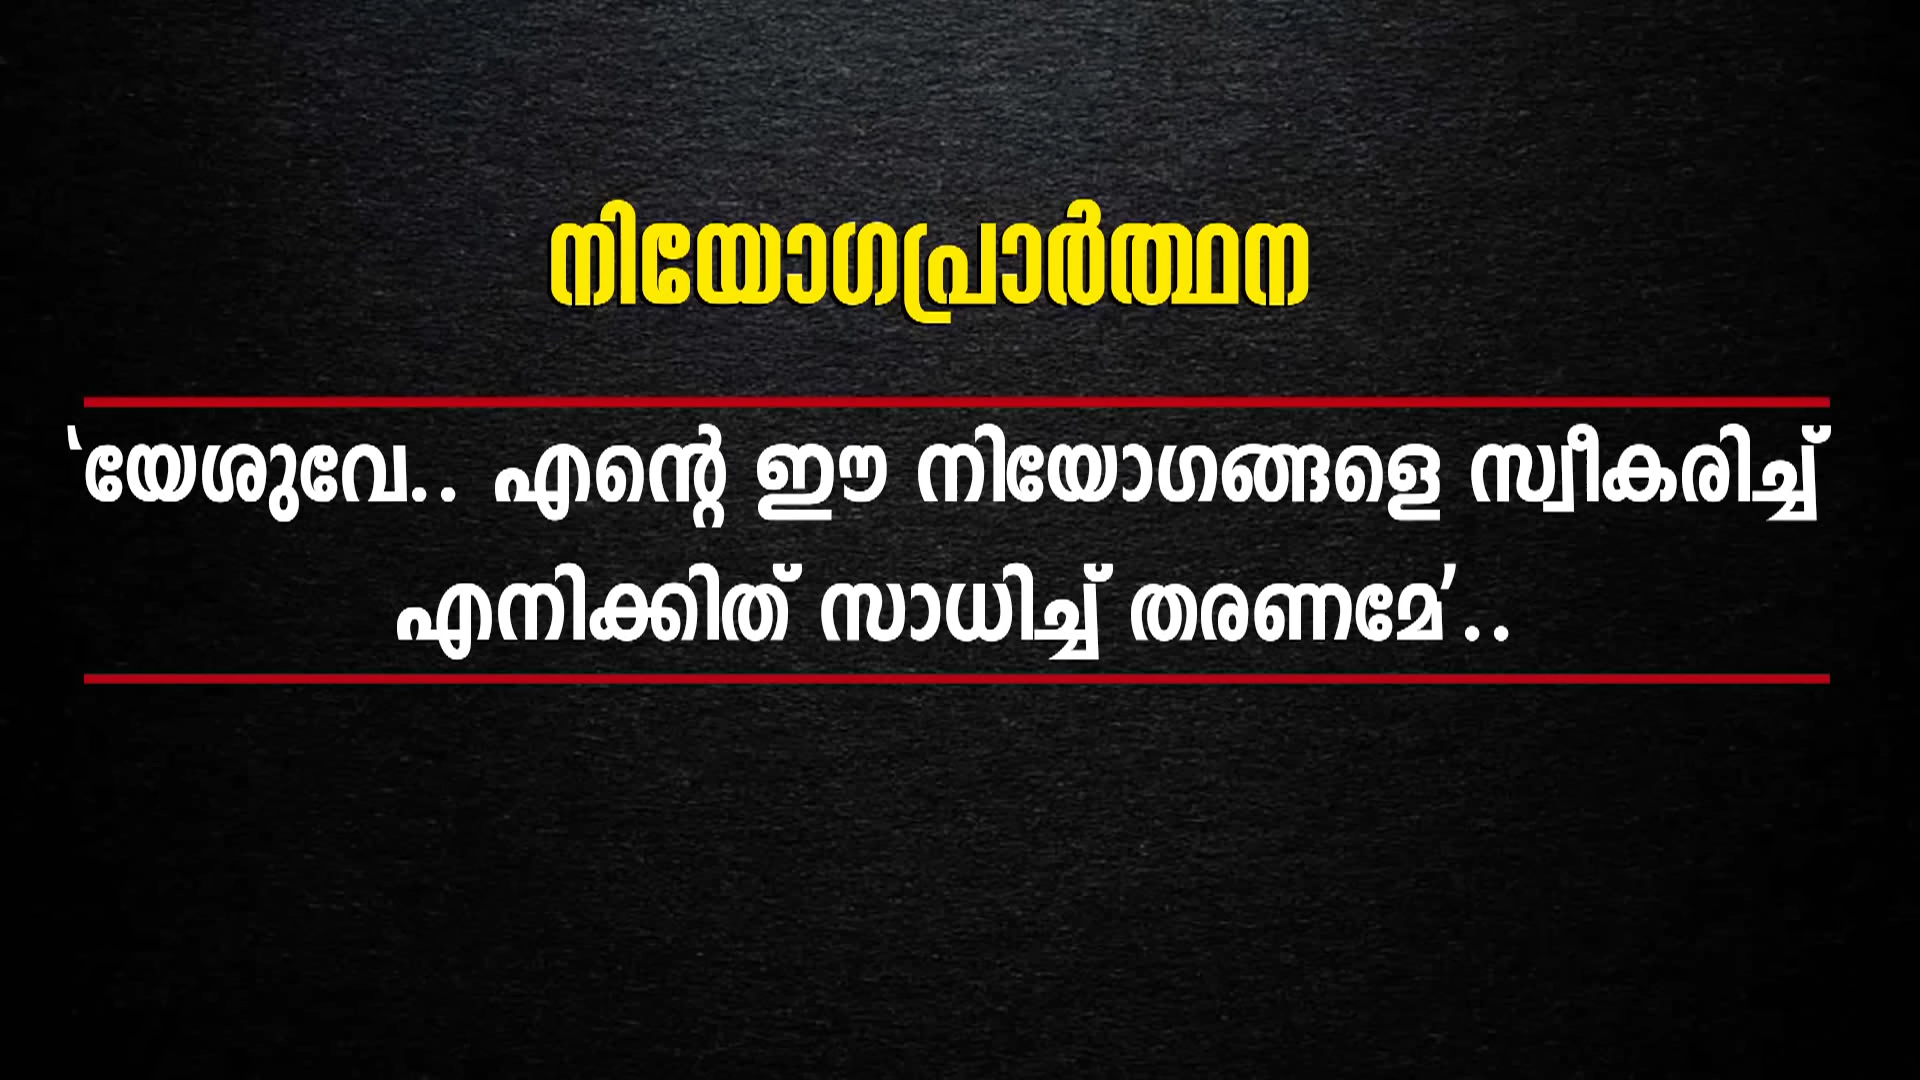 നിയോഗപ്രാർത്ഥന
‘യേശുവേ.. എന്റെ ഈ നിയോഗങ്ങളെ സ്വീകരിച്ച്
എനിക്കിത് സാധിച്ച് തരണമേ’..